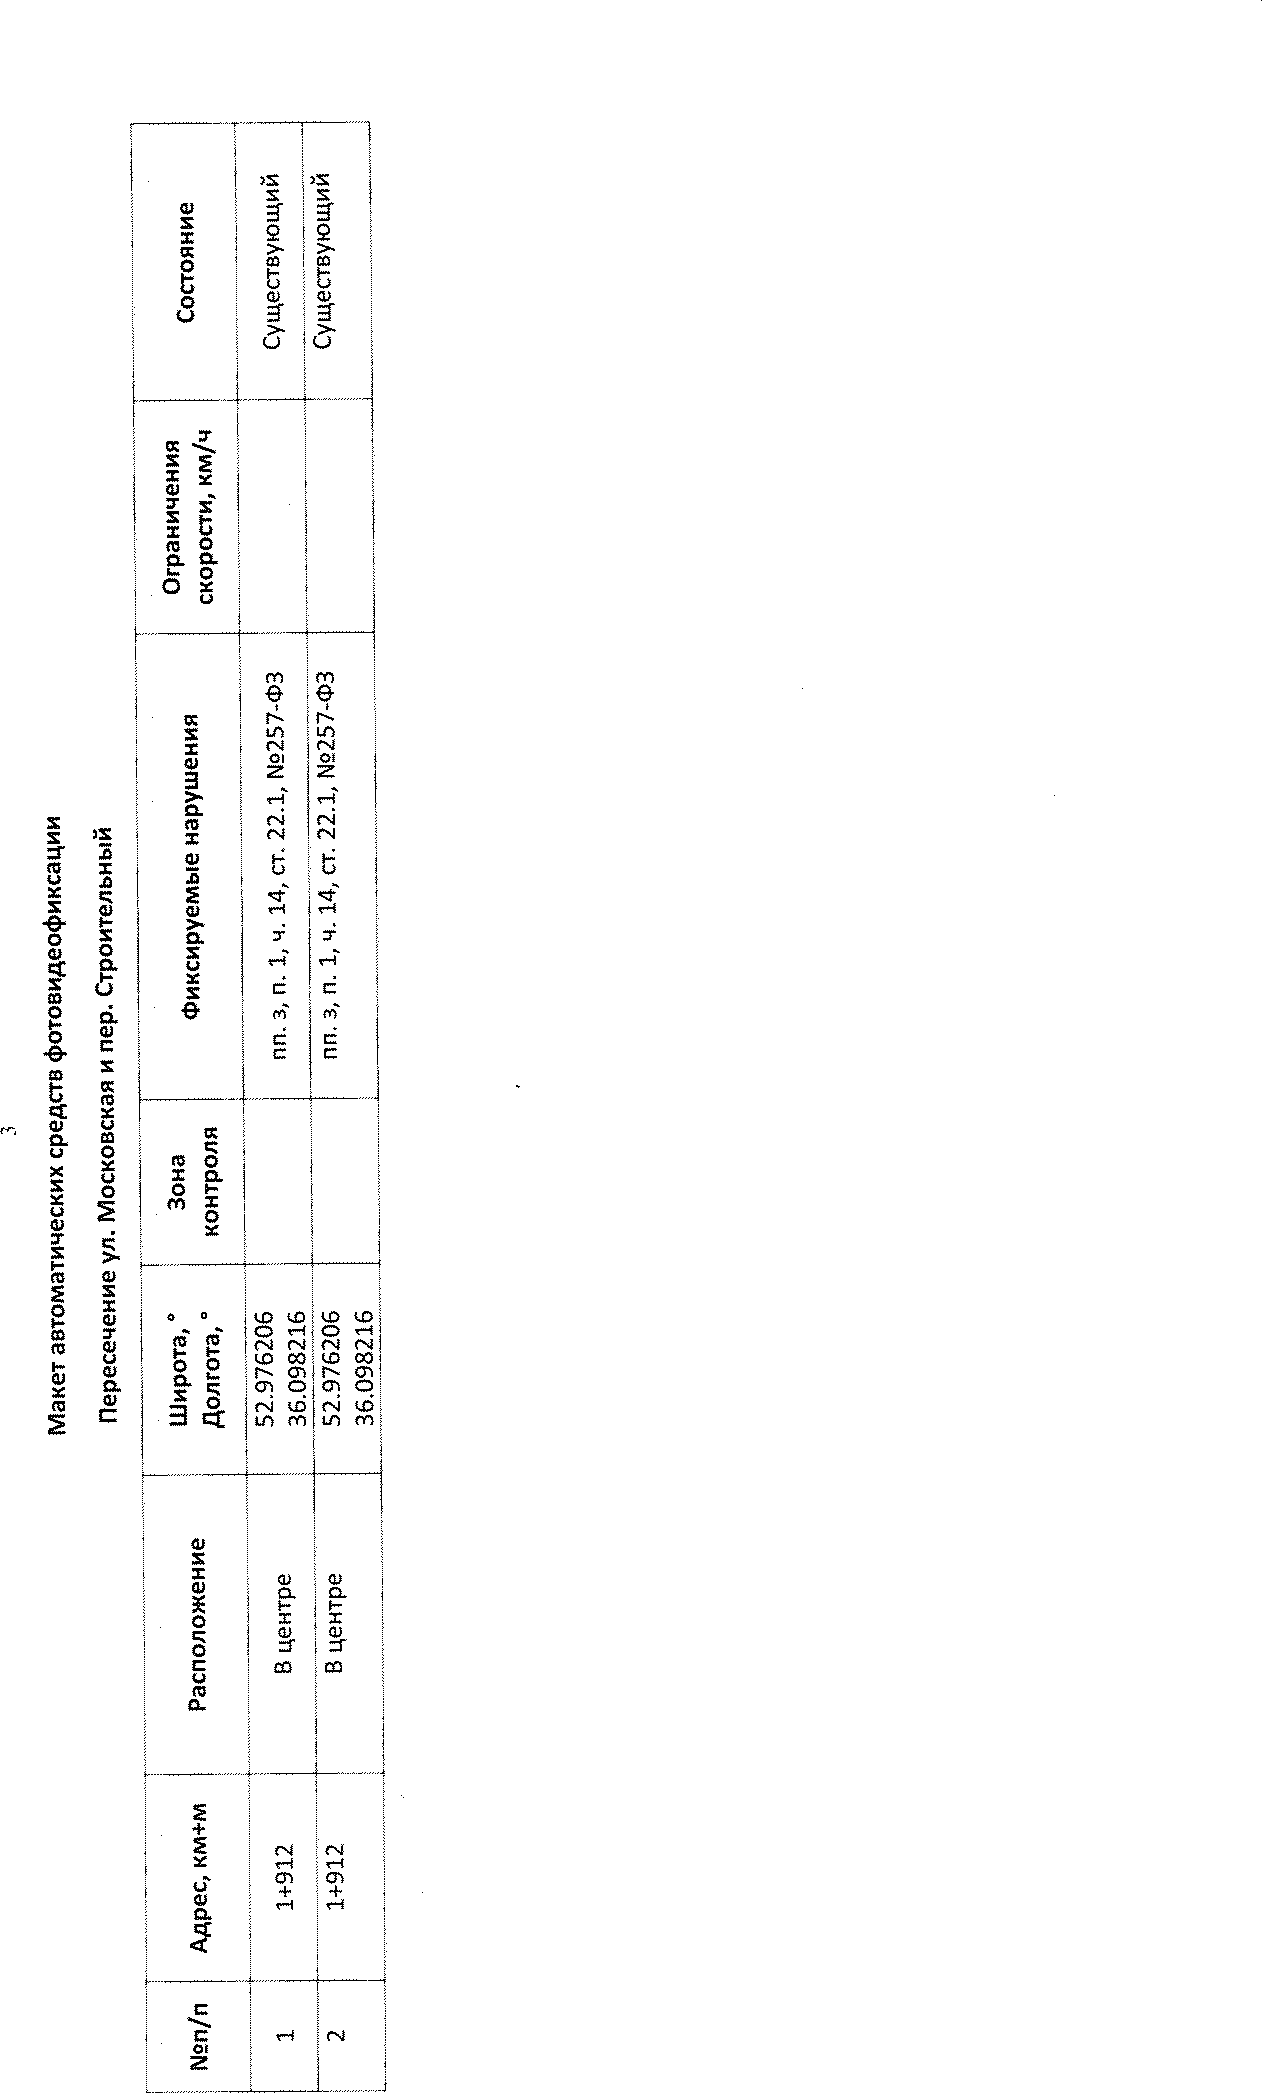 3
Макет автоматических средств фотовидеофиксации
Пересечение ул. Московская и пер. Строительный
№п/п Адрес, км+м Расположение Широта, ° Долгота, ° Зона контроля Фиксируемые нарушения Ограничения скорости, км/ч Состояние
1 1+912 В центре 52.976206 36.098216 пп. з, п. 1, ч. 14, ст. 22.1, №257-ФЗ Существующий
2 1+912 В центре 52.976206 36.098216 пп. з, п. 1, ч. 14, ст. 22.1, №257-ФЗ Существующий